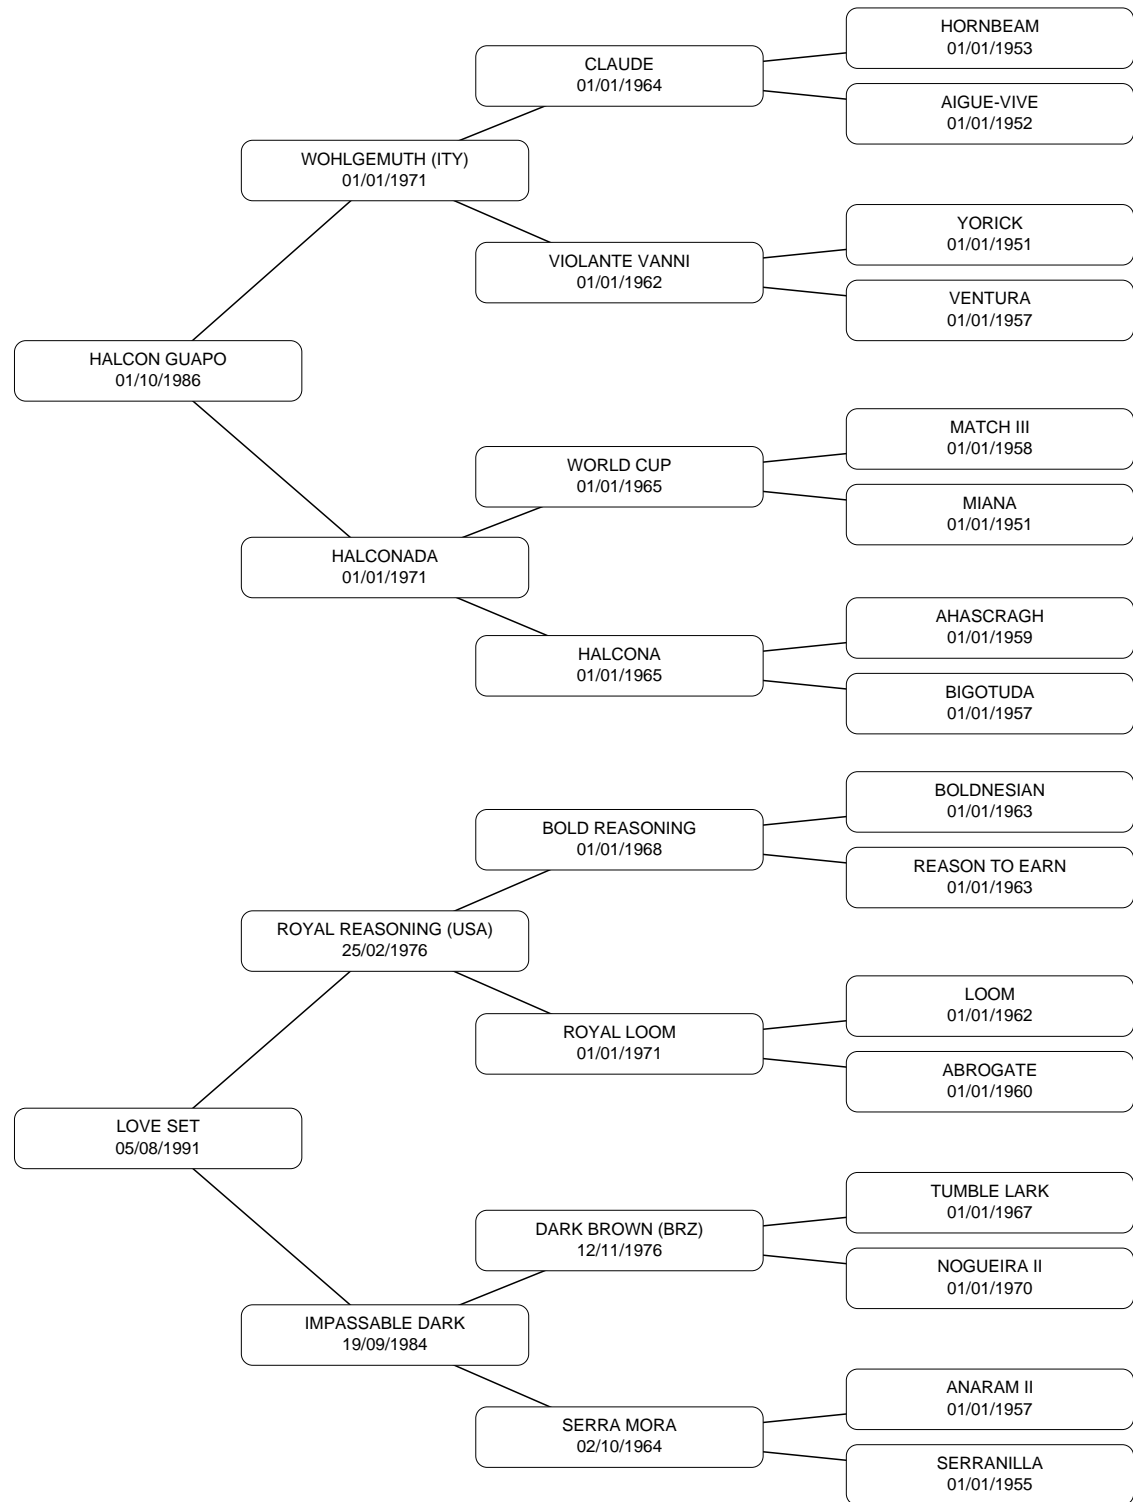 HORNBEAM
01/01/1953
CLAUDE
01/01/1964
AIGUE-VIVE
01/01/1952
WOHLGEMUTH (ITY)
01/01/1971
YORICK
01/01/1951
VIOLANTE VANNI
01/01/1962
VENTURA
01/01/1957
HALCON GUAPO
01/10/1986
MATCH III
01/01/1958
WORLD CUP
01/01/1965
MIANA
01/01/1951
HALCONADA
01/01/1971
AHASCRAGH
01/01/1959
HALCONA
01/01/1965
BIGOTUDA
01/01/1957
BOLDNESIAN
01/01/1963
BOLD REASONING
01/01/1968
REASON TO EARN
01/01/1963
ROYAL REASONING (USA)
25/02/1976
LOOM
01/01/1962
ROYAL LOOM
01/01/1971
ABROGATE
01/01/1960
LOVE SET
05/08/1991
TUMBLE LARK
01/01/1967
DARK BROWN (BRZ)
12/11/1976
NOGUEIRA II
01/01/1970
IMPASSABLE DARK
19/09/1984
ANARAM II
01/01/1957
SERRA MORA
02/10/1964
SERRANILLA
01/01/1955